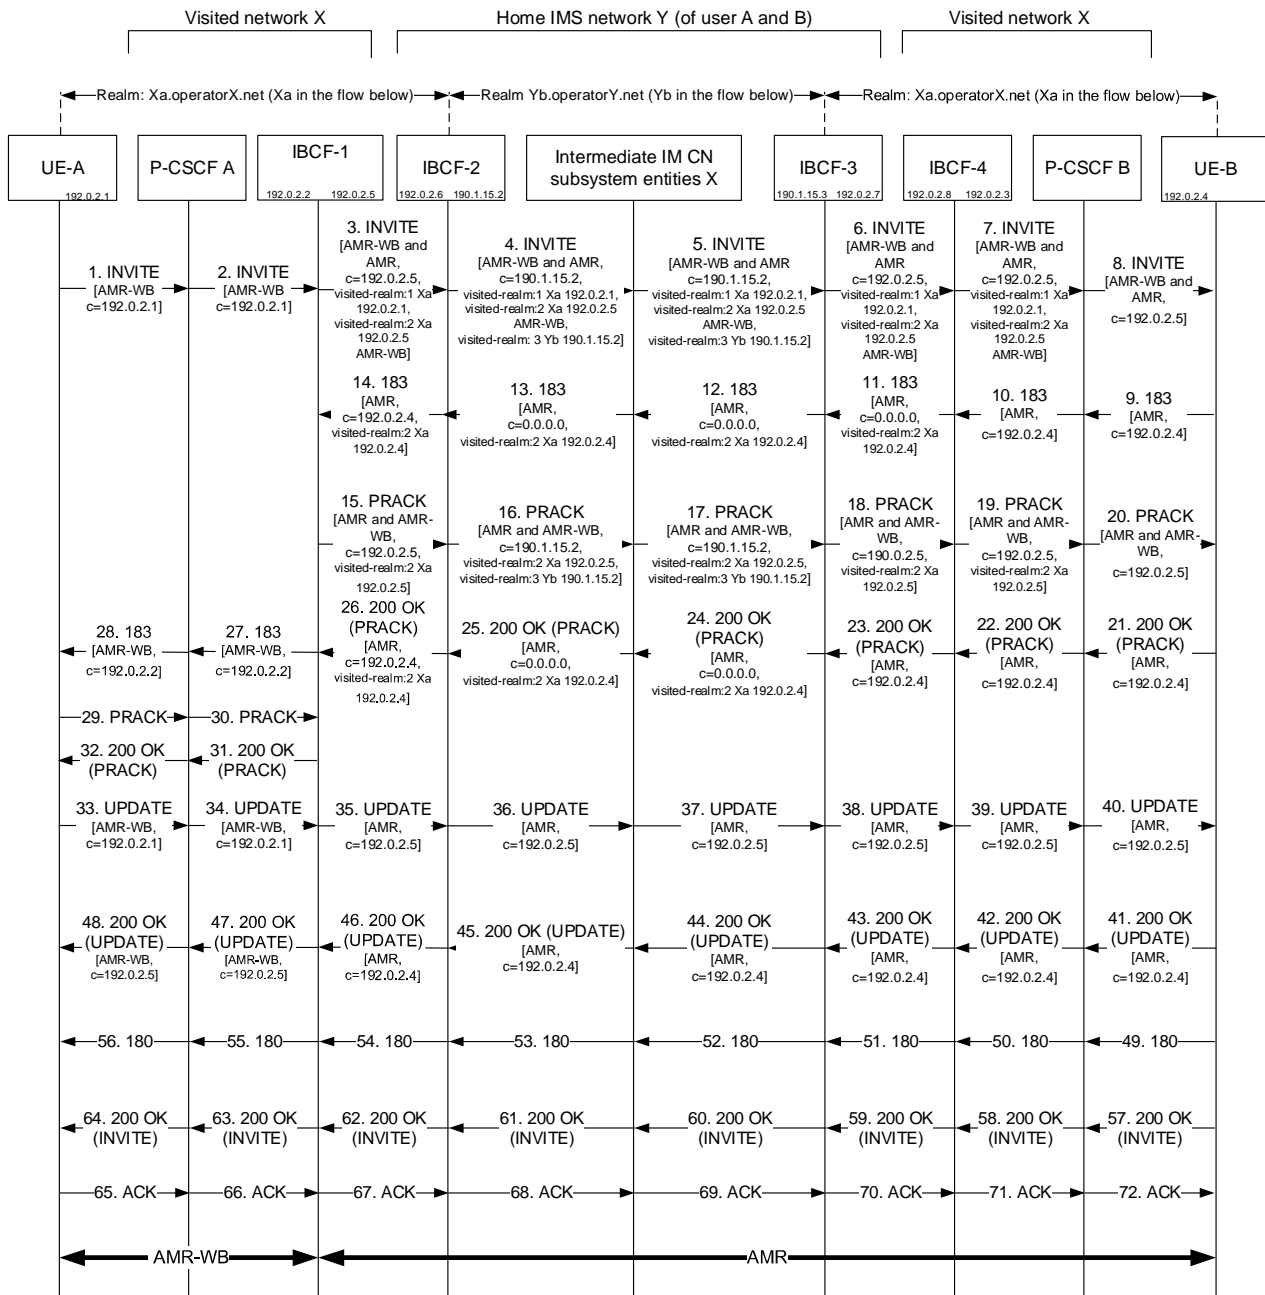 Visited network X
Home IMS network Y (of user A and B)
Visited network X
Realm: Xa.operatorX.net (Xa in the flow below)
Realm Yb.operatorY.net (Yb in the flow below)
Realm: Xa.operatorX.net (Xa in the flow below)
UE-A
192.0.2.1
P-CSCF A
IBCF-1
192.0.2.2
192.0.2.5
IBCF-2
192.0.2.6
190.1.15.2
Intermediate IM CN
subsystem entities X
IBCF-3
190.1.15.3
192.0.2.7
IBCF-4
192.0.2.8
192.0.2.3
P-CSCF B
UE-B
192.0.2.4
1. INVITE
[AMR-WB
c=192.0.2.1]
2. INVITE
[AMR-WB
c=192.0.2.1]
3. INVITE
[AMR-WB and
AMR,
c=192.0.2.5,
visited-realm:1 Xa
192.0.2.1,
visited-realm:2 Xa
192.0.2.5
AMR-WB]
4. INVITE
[AMR-WB and AMR,
c=190.1.15.2,
visited-realm:1 Xa 192.0.2.1,
visited-realm:2 Xa 192.0.2.5
AMR-WB,
visited-realm: 3 Yb 190.1.15.2]
5. INVITE
[AMR-WB and AMR
c=190.1.15.2,
visited-realm:1 Xa 192.0.2.1,
visited-realm:2 Xa 192.0.2.5
AMR-WB,
visited-realm:3 Yb 190.1.15.2]
6. INVITE
[AMR-WB and
AMR
c=192.0.2.5,
visited-realm:1 Xa
192.0.2.1,
visited-realm:2 Xa
192.0.2.5
AMR-WB]
7. INVITE
[AMR-WB and
AMR,
c=192.0.2.5,
visited-realm:1 Xa
192.0.2.1,
visited-realm:2 Xa
192.0.2.5
AMR-WB]
8. INVITE
[AMR-WB and
AMR,
c=192.0.2.5]
14. 183
[AMR,
c=192.0.2.4,
visited-realm:2 Xa
192.0.2.4]
13. 183
[AMR,
c=0.0.0.0,
visited-realm:2 Xa 192.0.2.4]
12. 183
[AMR,
c=0.0.0.0,
visited-realm:2 Xa 192.0.2.4]
11. 183
[AMR,
c=0.0.0.0,
visited-realm:2 Xa
192.0.2.4]
10. 183
[AMR,
c=192.0.2.4]
9. 183
[AMR,
c=192.0.2.4]
15. PRACK
[AMR and AMR-
WB,
c=192.0.2.5,
visited-realm:2 Xa
192.0.2.5]
16. PRACK
[AMR and AMR-WB,
c=190.1.15.2,
visited-realm:2 Xa 192.0.2.5,
visited-realm:3 Yb 190.1.15.2]
17. PRACK
[AMR and AMR-WB,
c=190.1.15.2,
visited-realm:2 Xa 192.0.2.5,
visited-realm:3 Yb 190.1.15.2]
18. PRACK
[AMR and AMR-
WB,
c=190.0.2.5,
visited-realm:2 Xa
192.0.2.5]
19. PRACK
[AMR and AMR-
WB,
c=192.0.2.5,
visited-realm:2 Xa
192.0.2.5]
20. PRACK
[AMR and AMR-
WB,
c=192.0.2.5]
28. 183
[AMR-WB,
c=192.0.2.2]
27. 183
[AMR-WB,
c=192.0.2.2]
26. 200 OK
(PRACK)
[AMR,
c=192.0.2.4,
visited-realm:2 Xa
192.0.2.4]
25. 200 OK (PRACK)
[AMR,
c=0.0.0.0,
visited-realm:2 Xa 192.0.2.4]
24. 200 OK
(PRACK)
[AMR,
c=0.0.0.0,
visited-realm:2 Xa 192.0.2.4]
23. 200 OK
(PRACK)
[AMR,
c=192.0.2.4]
22. 200 OK
(PRACK)
[AMR,
c=192.0.2.4]
21. 200 OK
(PRACK)
[AMR,
c=192.0.2.4]
29. PRACK
30. PRACK
32. 200 OK
(PRACK)
31. 200 OK
(PRACK)
33. UPDATE
[AMR-WB,
c=192.0.2.1]
34. UPDATE
[AMR-WB,
c=192.0.2.1]
35. UPDATE
[AMR,
c=192.0.2.5]
36. UPDATE
[AMR,
c=192.0.2.5]
37. UPDATE
[AMR,
c=192.0.2.5]
38. UPDATE
[AMR,
c=192.0.2.5]
39. UPDATE
[AMR,
c=192.0.2.5]
40. UPDATE
[AMR,
c=192.0.2.5]
48. 200 OK
(UPDATE)
[AMR-WB,
c=192.0.2.5]
47. 200 OK
(UPDATE)
[AMR-WB,
c=192.0.2.5]
46. 200 OK
(UPDATE)
[AMR,
c=192.0.2.4]
45. 200 OK (UPDATE)
[AMR,
c=192.0.2.4]
44. 200 OK
(UPDATE)
[AMR,
c=192.0.2.4]
43. 200 OK
(UPDATE)
[AMR,
c=192.0.2.4]
42. 200 OK
(UPDATE)
[AMR,
c=192.0.2.4]
41. 200 OK
(UPDATE)
[AMR,
c=192.0.2.4]
56. 180
55. 180
54. 180
53. 180
52. 180
51. 180
50. 180
49. 180
64. 200 OK
(INVITE)
63. 200 OK
(INVITE)
62. 200 OK
(INVITE)
61. 200 OK
(INVITE)
60. 200 OK
(INVITE)
59. 200 OK
(INVITE)
58. 200 OK
(INVITE)
57. 200 OK
(INVITE)
65. ACK
66. ACK
67. ACK
68. ACK
69. ACK
70. ACK
71. ACK
72. ACK
AMR-WB
AMR